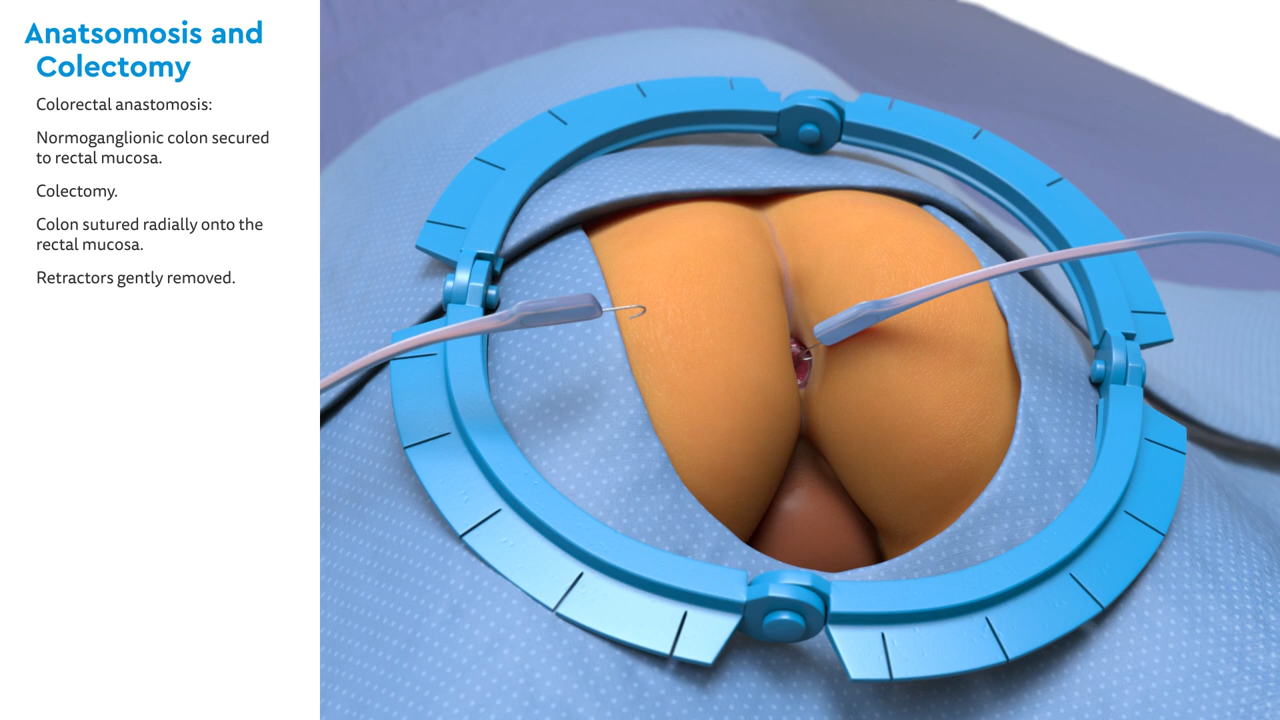 Anatsomosis and
Colectomy
Colorectal anastomosis:
Normoganglionic colon secured
to rectal mucosa.
Colectomy.
Colon sutured radially onto the
rectal mucosa.
Retractors gently removed.